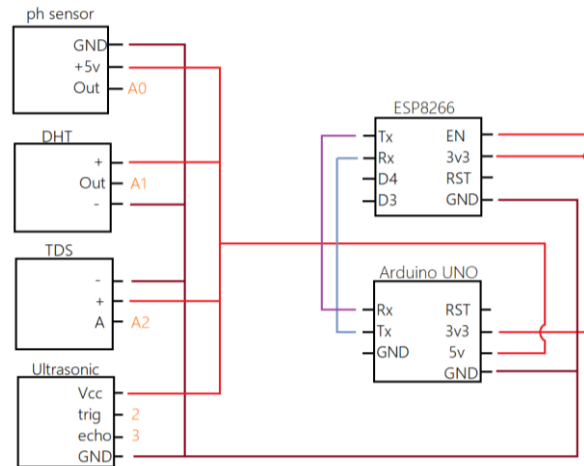 ph sensor
GND
+5v
Out A0
DHT
+
Out A1
-
TDS
-
+
A A2
Ultrasonic
Vcc
trig 2
echo 3
GND
ESP8266
Tx EN
Rx 3v3
D4 RST
D3 GND
Arduino UNO
Rx RST
Tx 3v3
GND 5v
GND